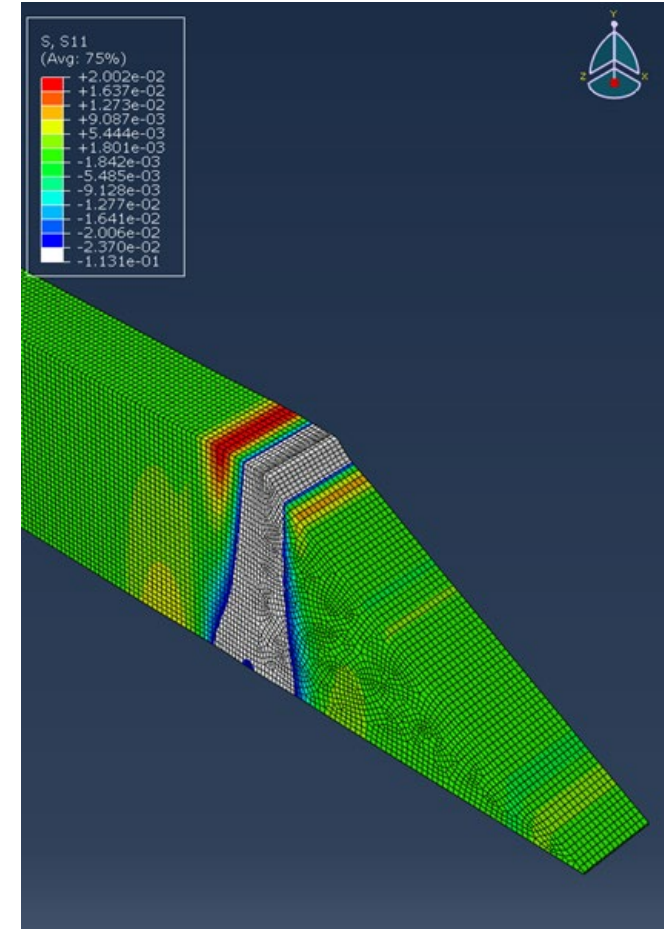 S, S11
(Avg: 75%)
+2.002e-02
+1.637e-02
+1.273e-02
+9.087e-03
+5.444e-03
+1.801e-03
-1.842e-03
-5.485e-03
-9.128e-03
-1.277e-02
-1.641e-02
-2.006e-02
-2.370e-02
-1.131e-01
Y
Z
X